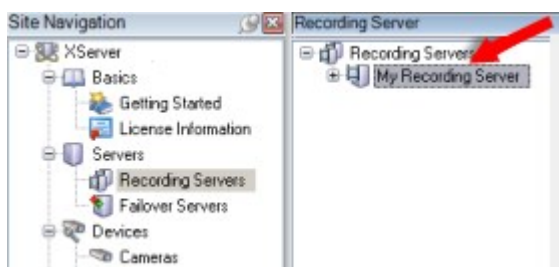 Site Navigation
XServer
Basics
Getting Started
License Information
Servers
Recording Servers
Failover Servers
Devices
Cameras
Recording Server
Recording Servers
My Recording Server